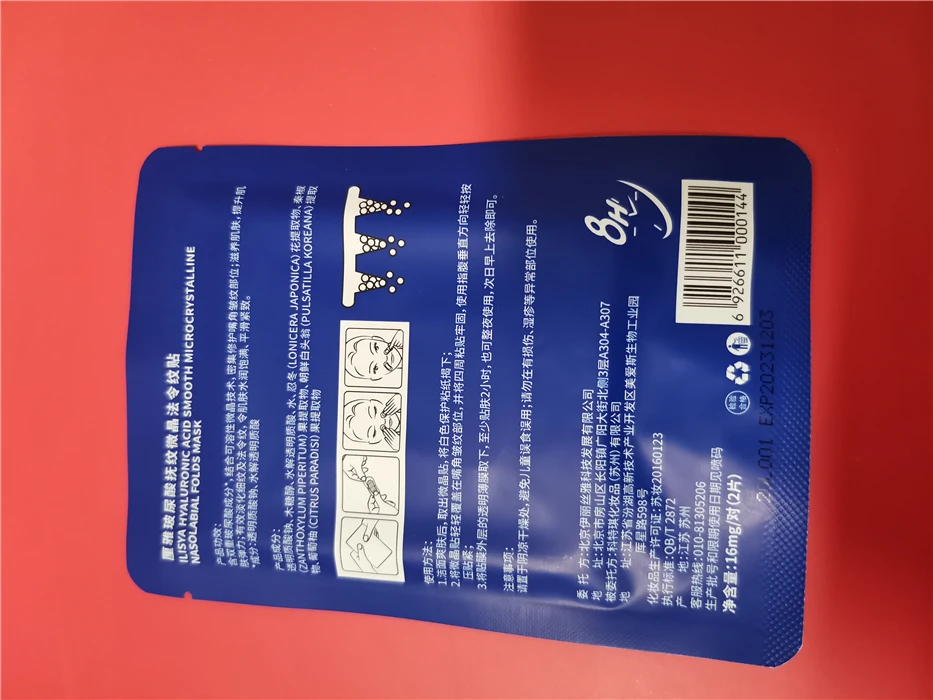 玻尿酸抚纹微晶法令纹贴
ILISYA HYALURONIC ACID SMOOTH MICROCRYSTALLINE
NASOLABIAL FOLDS MASK
产品功效:
含双重玻尿酸成分*,结合可溶性微晶技术,密集修护嘴角皱纹部位;滋养肌肤,提升肌
肤弹力;有效淡化细纹及法令纹,令肌肤水润饱满、平滑紧致。
*成分:透明质酸钠、水解透明质酸
产品成分:
透明质酸钠、木糖醇、水解透明质酸、水、忍冬(LONICERA JAPONICA)花提取物、秦椒
(ZANTHOXYLUM PIPERITUM)果提取物、朝鲜白头翁(PULSATILLA KOREANA)提取
物、葡萄柚(CITRUS PARADISI)果提取物
使用方法:
1.洁面爽肤后,取出微晶贴,将白色保护粘纸揭下;
2.将微晶贴轻轻覆盖在嘴角皱纹部位,并将四周粘贴牢固,使用指腹垂直方向轻轻按
压贴紧;
3.将贴膜外层的透明薄膜取下,至少贴肤2小时,也可整夜使用,次日早上去除即可。
注意事项:
请置于阴凉干燥处,避免儿童误食误用;请勿在有损伤、湿疹等异常部位使用。
委托方:北京伊丽丝雅科技发展有限公司
地址:北京市房山区长阳镇广阳大街北侧3层A304-A307
被委托方:科特琪化妆品(苏州)有限公司
地址:江苏省汾湖高新技术产业开发区美爱斯生物工业园
厍星路598号
化妆品生产许可证:苏妆20160123
执行标准:QB/T 2872
产地:江苏 苏州
客服热线:010-81305206
生产批号和限期使用日期见喷码
净含量:16mg/对(2片)
8H
6 926611 000144
检验
合格
EXP20231203